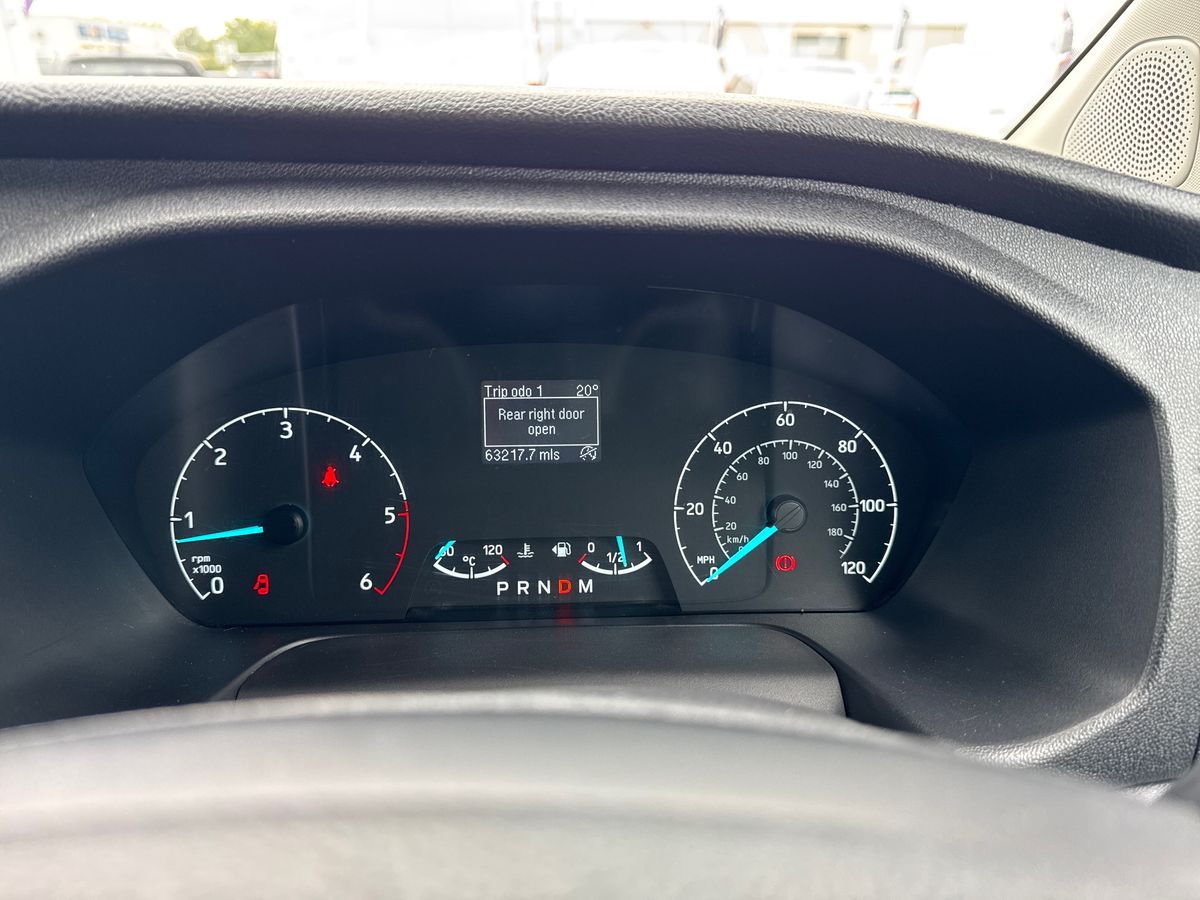 Trip odo 1 20°
Rear right door
open
63217.7 mls
0 1 2 3 4 5 6
rpm
x1000
60 120
°C
0 1/2 1
P R N D M
0 20 40 60 80 100 120
MPH
20 40 60 80 100 120 140 160 180
km/h